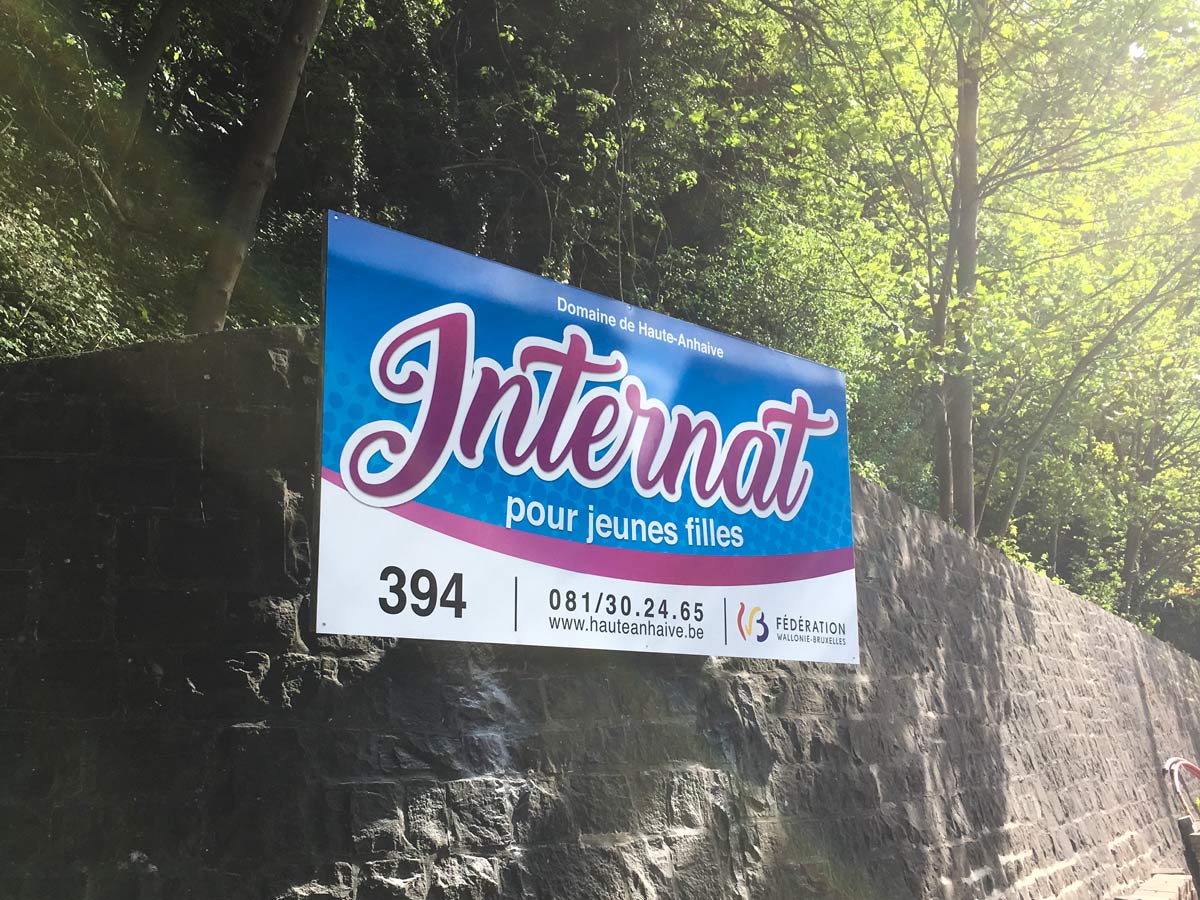 Domaine de Haute-Anhaive
Internat
pour jeunes filles
394
081/30.24.65
www.hauteanhaive.be
FÉDÉRATION
WALLONIE-BRUXELLES